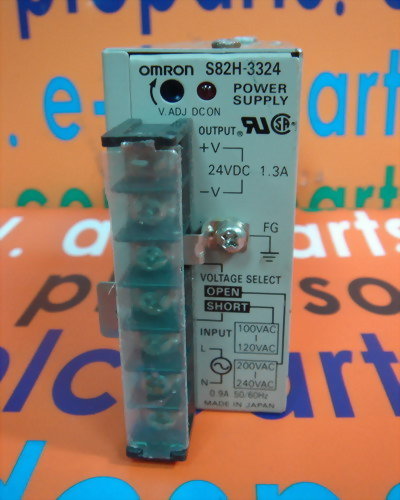 OMRON S82H-3324
POWER
SUPPLY
V.ADJ DC ON
OUTPUT
+V
24VDC 1.3A
-V
FG
VOLTAGE SELECT
OPEN
SHORT
INPUT
100VAC
120VAC
L
200VAC
N
240VAC
0.9A 50/60Hz
MADE IN JAPAN